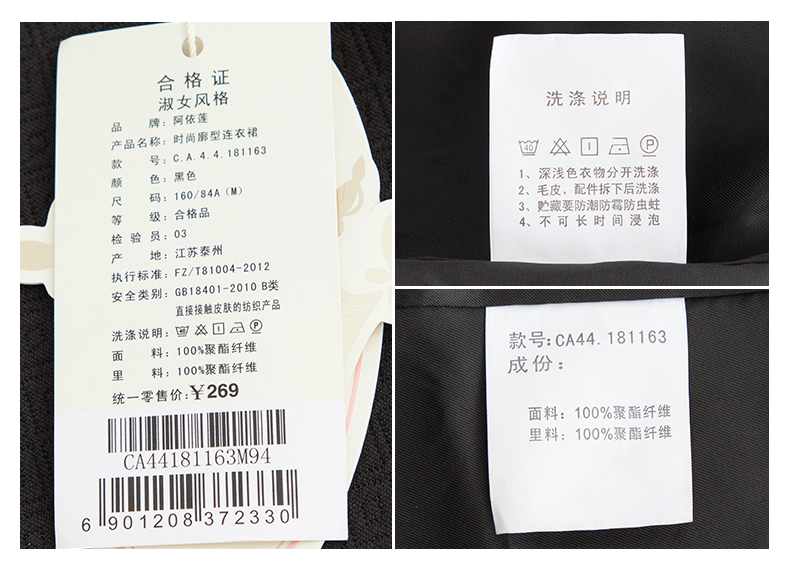 合格证
淑女风格
品 牌: 阿依莲
产品名称: 时尚廓型连衣裙
款 号: C.A.4.4.181163
颜 色: 黑色
尺 码: 160/84A(M)
等 级: 合格品
检 验 员: 03
产 地: 江苏泰州
执行标准: FZ/T81004-2012
安全类别: GB18401-2010 B类
直接接触皮肤的纺织产品
洗涤说明:
面 料: 100%聚酯纤维
里 料: 100%聚酯纤维
统一零售价: ¥269
CA44181163M94
6 901208 372330
洗涤说明
40 P
1、深浅色衣物分开洗涤
2、毛皮、配件拆下后洗涤
3、贮藏要防潮防霉防虫蛀
4、不可长时间浸泡
款号:CA44.181163
成份:
面料: 100%聚酯纤维
里料: 100%聚酯纤维